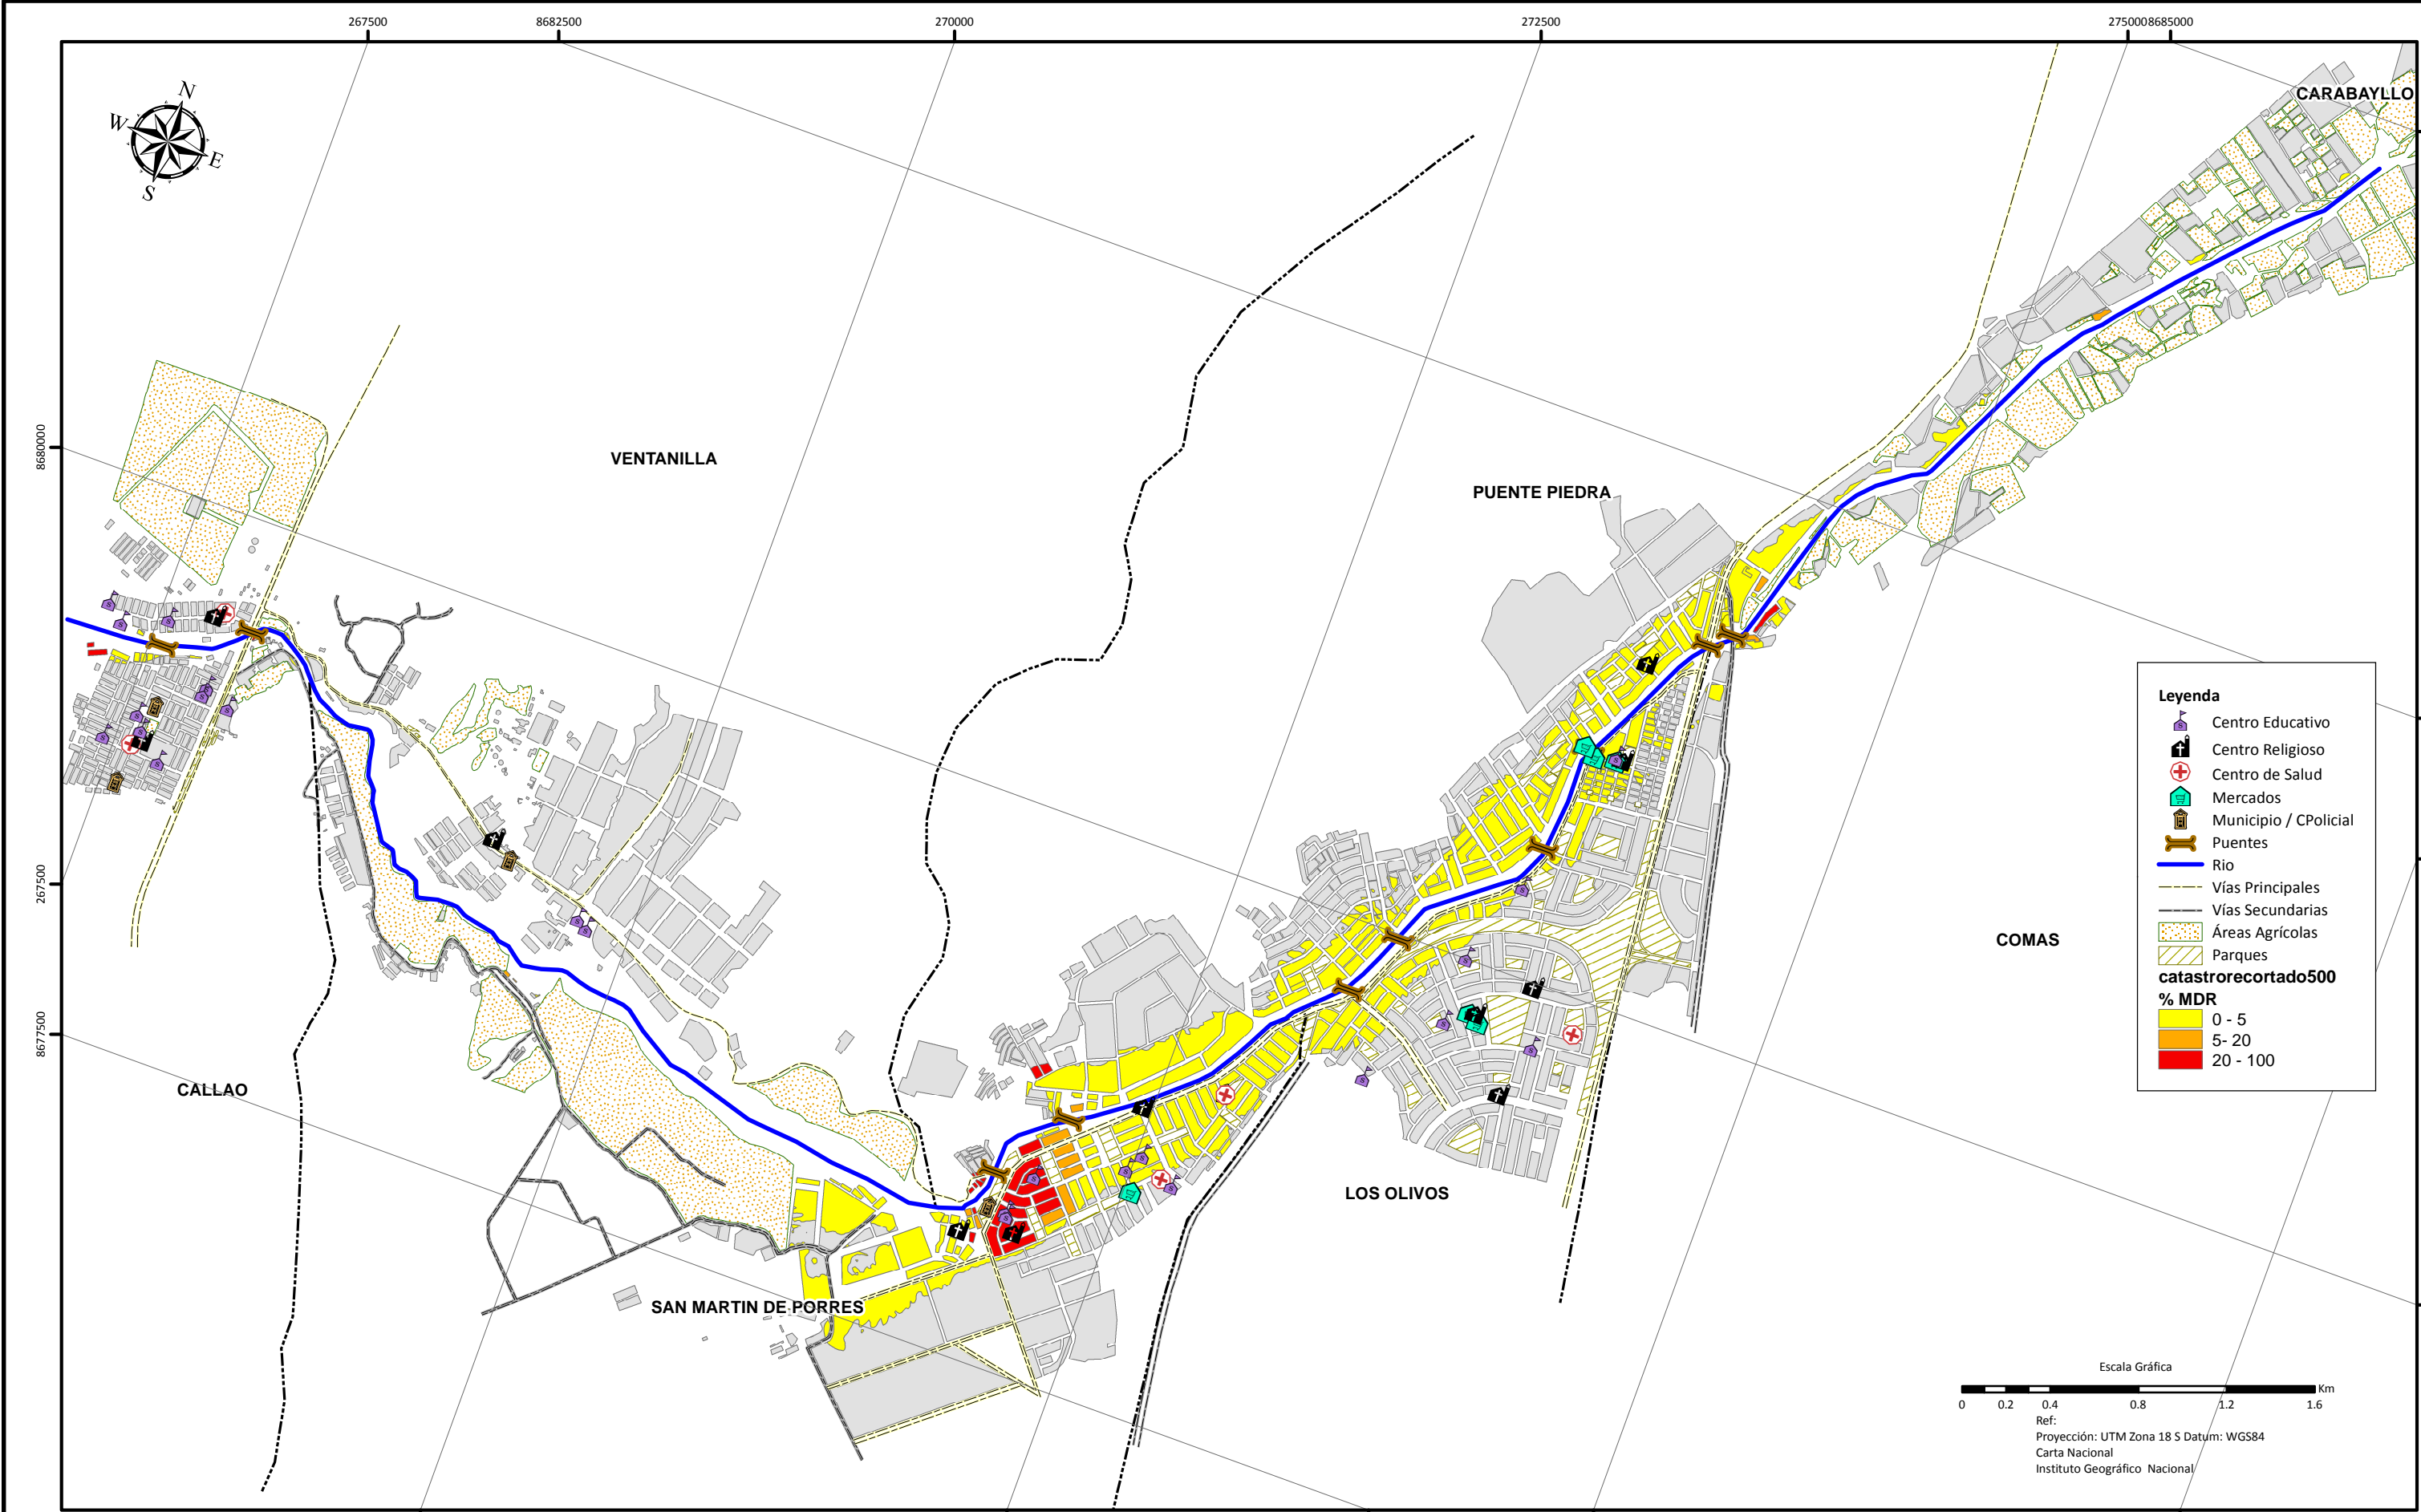 267500
8682500
270000
272500
275000
8685000
N
W
E
S
CARABAYLLO
8680000
VENTANILLA
PUENTE PIEDRA
267500
8677500
CALLAO
COMAS
LOS OLIVOS
SAN MARTIN DE PORRES
Leyenda
Centro Educativo
Centro Religioso
Centro de Salud
Mercados
Municipio / CPolicial
Puentes
Rio
Vías Principales
Vías Secundarias
Áreas Agrícolas
Parques
catastrorecortado500
% MDR
0 - 5
5- 20
20 - 100
Escala Gráfica
Km
0 0.2 0.4 0.8 1.2 1.6
Ref:
Proyección: UTM Zona 18 S Datum: WGS84
Carta Nacional
Instituto Geográfico Nacional